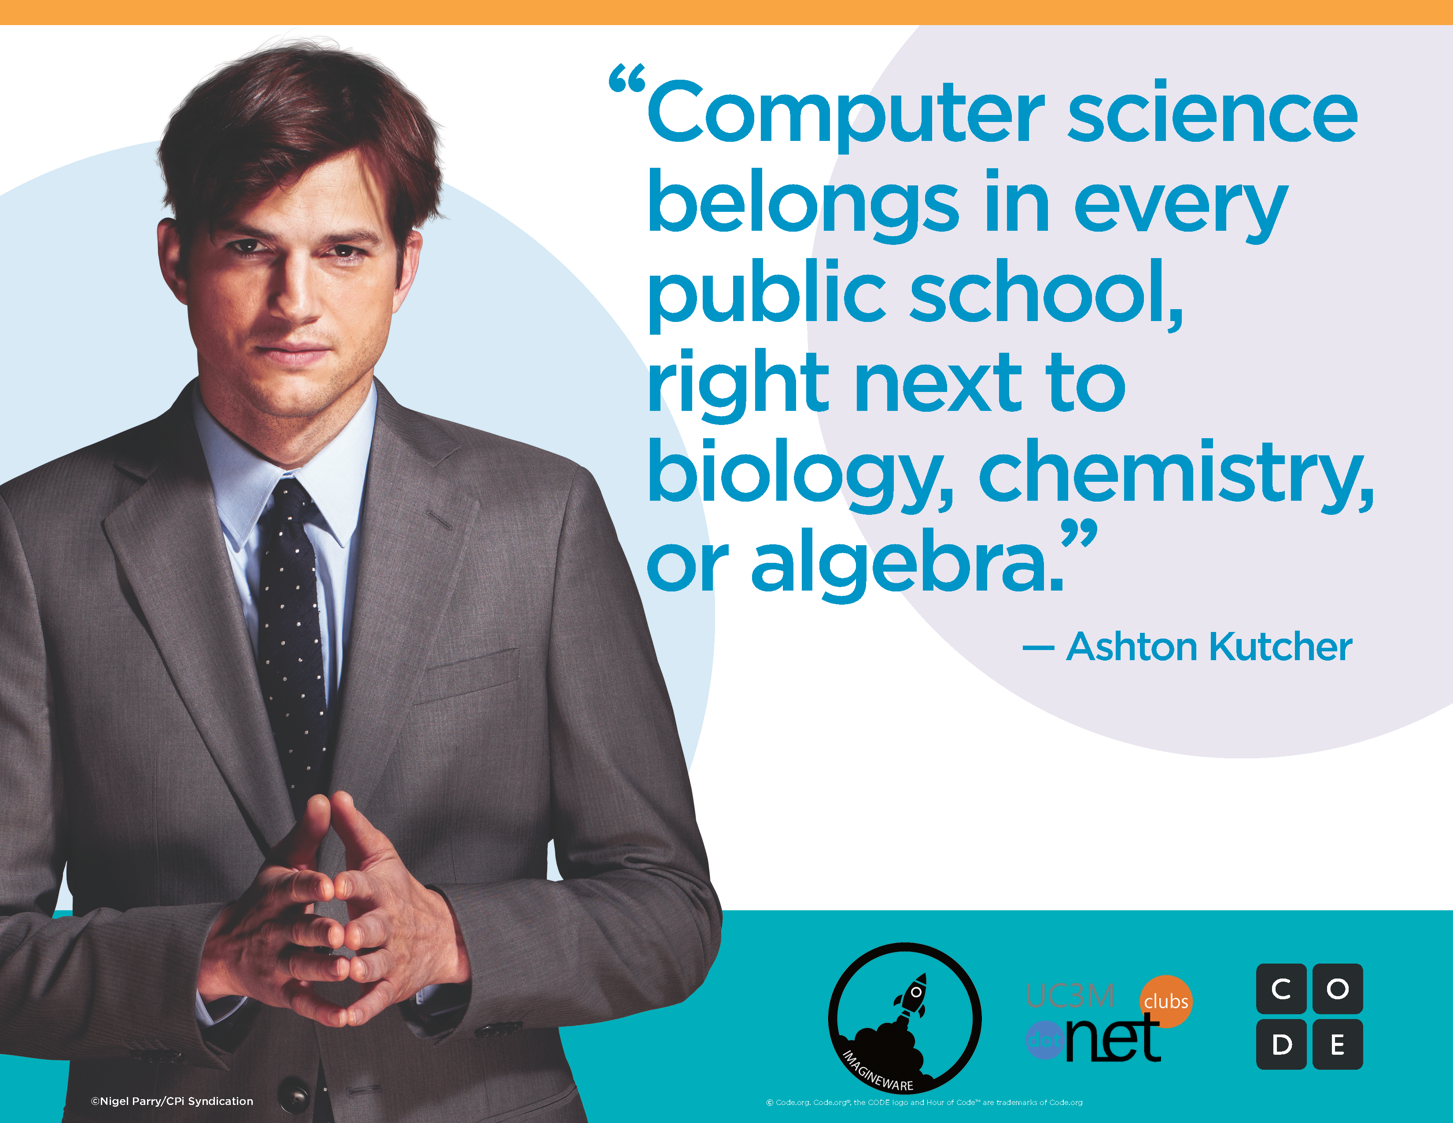 “Computer science
belongs in every
public school,
right next to
biology, chemistry,
or algebra.”
— Ashton Kutcher
IMAGINEWARE
UC3M
clubs
dot
net
C O
D E
©Nigel Parry/CPi Syndication
© Code.org. Code.org®, the CODE logo and Hour of Code™ are trademarks of Code.org